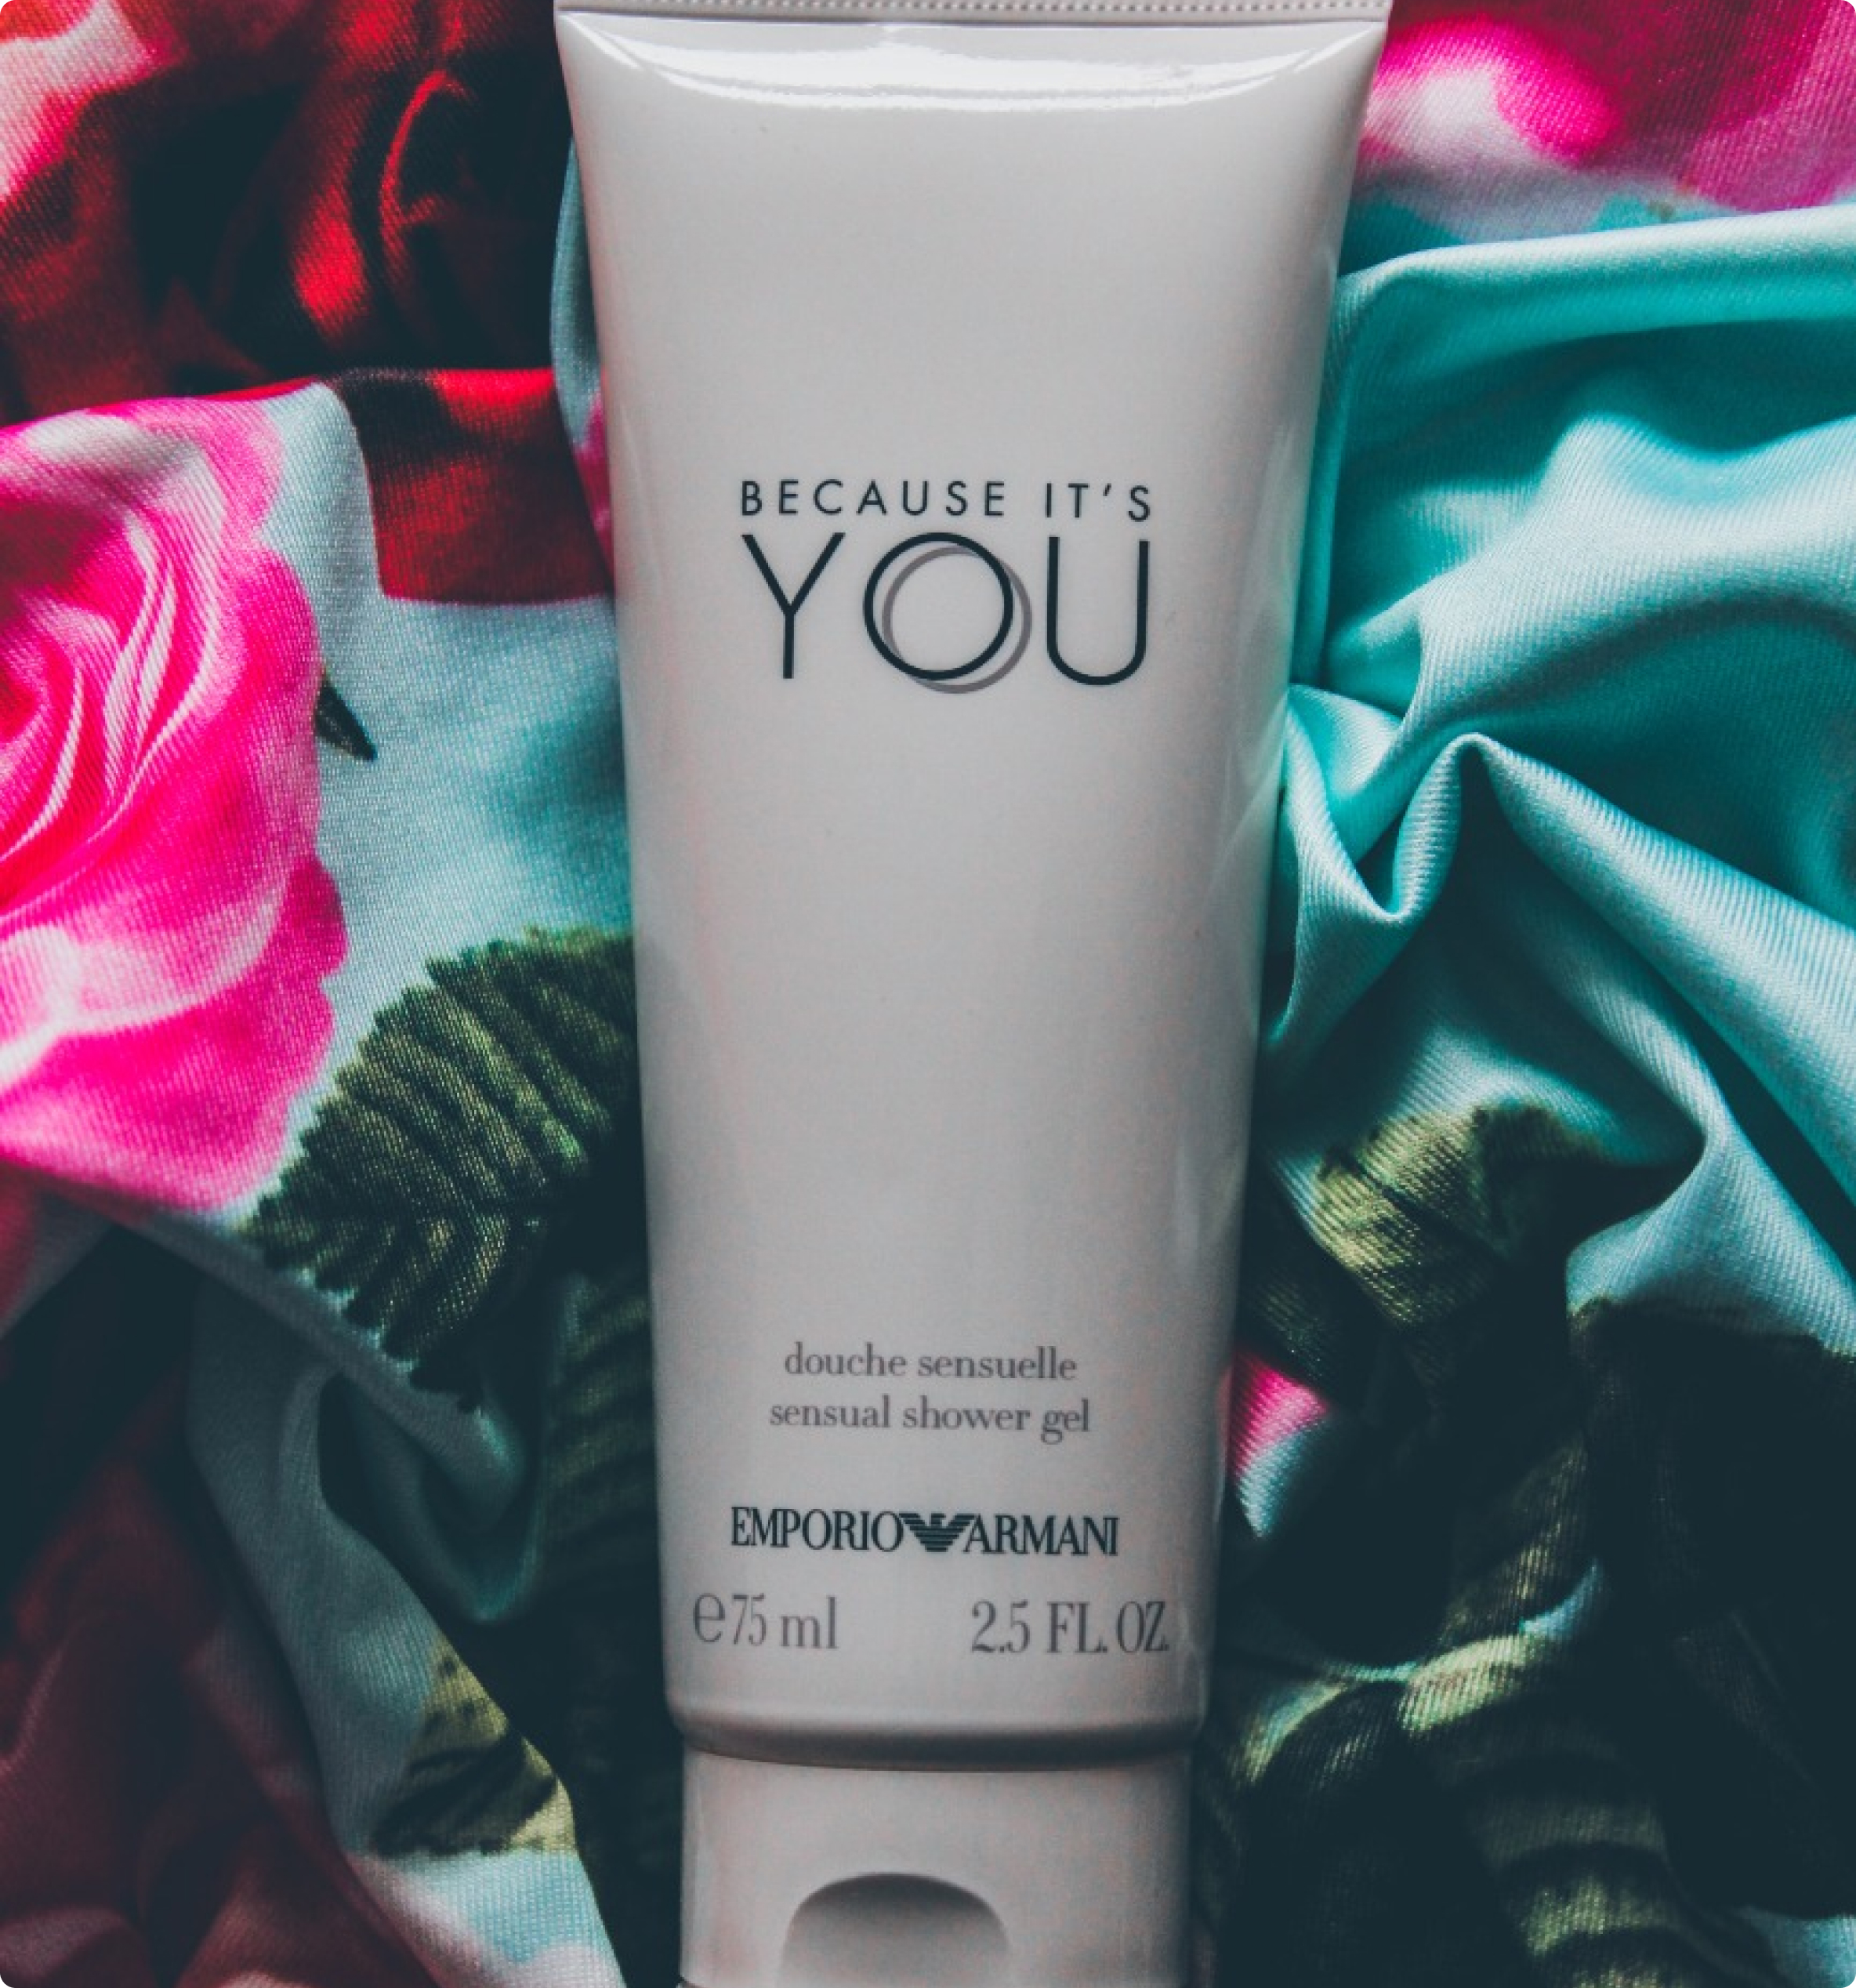 BECAUSE IT'S
YOU
douche sensuelle
sensual shower gel
EMPORIO ARMANI
℮75 ml 2.5 FL. OZ.